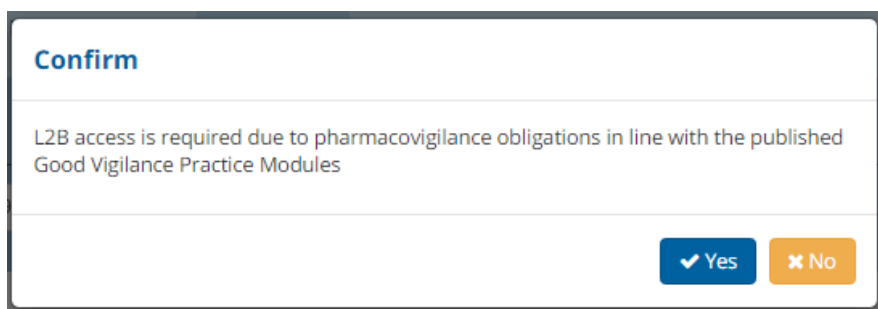 Confirm
L2B access is required due to pharmacovigilance obligations in line with the published
Good Vigilance Practice Modules
Yes
No